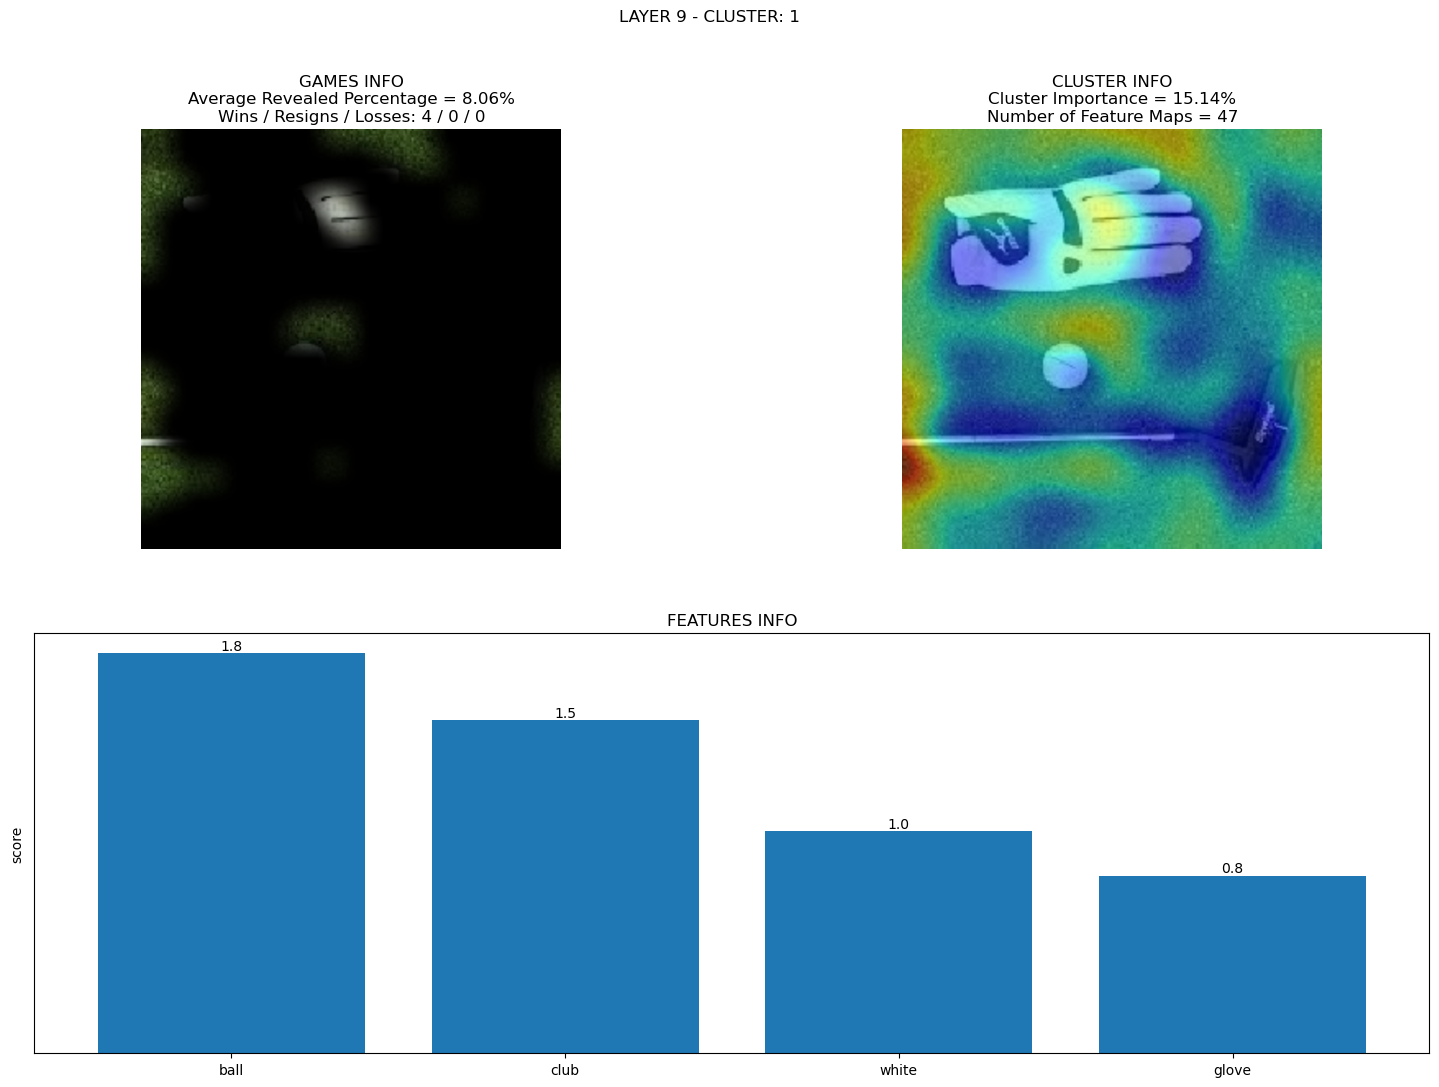 LAYER 9 - CLUSTER: 1
GAMES INFO
Average Revealed Percentage = 8.06%
Wins / Resigns / Losses: 4 / 0 / 0
CLUSTER INFO
Cluster Importance = 15.14%
Number of Feature Maps = 47
FEATURES INFO
score
1.8
1.5
1.0
0.8
ball
club
white
glove